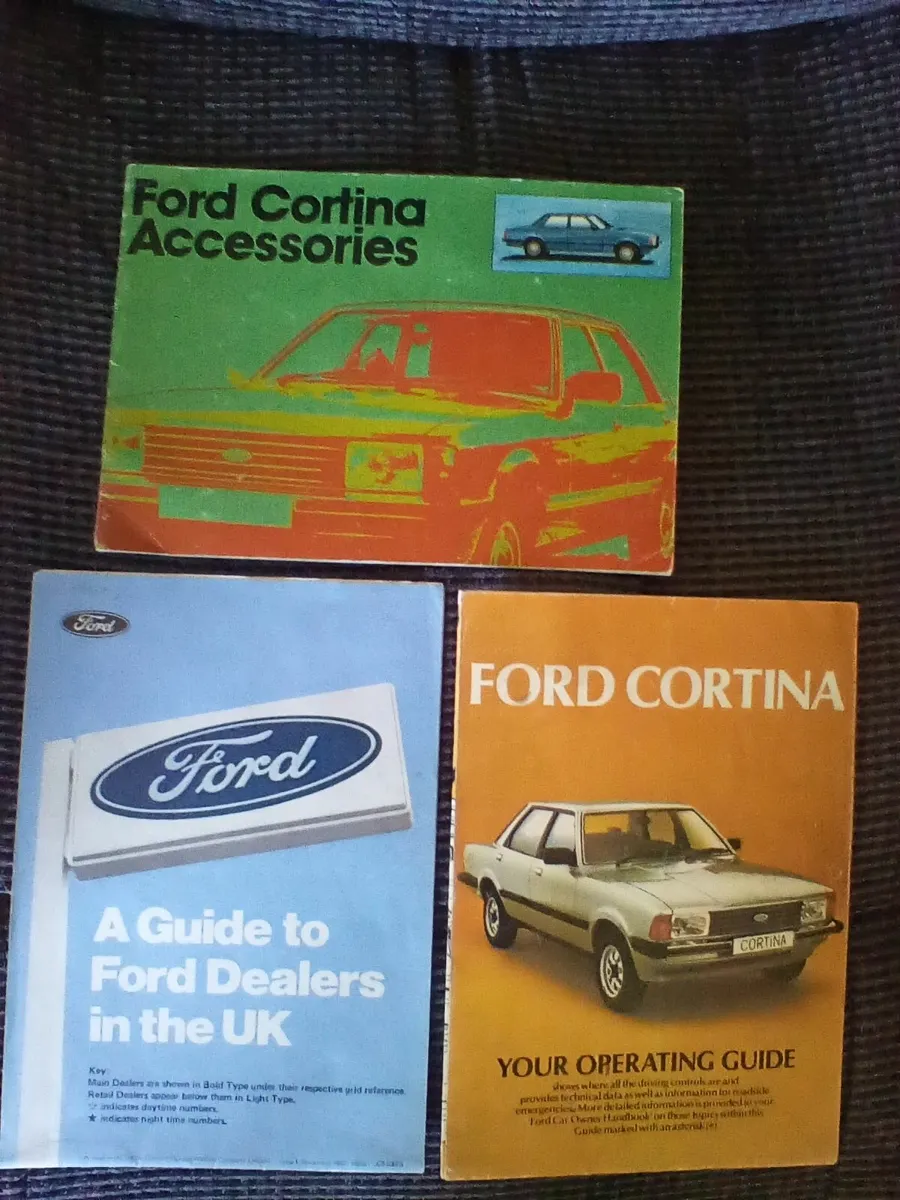 Ford Cortina
Accessories
Ford
Ford
A Guide to
Ford Dealers
in the UK
Key:
Main Dealers are shown in Bold Type under their respective grid reference.
Retail Dealers appear below them in Light Type.
☆ indicates daytime numbers.
★ indicates night time numbers.
FORD CORTINA
CORTINA
YOUR OPERATING GUIDE
shows where all the driving controls are and
provides technical data as well as information for roadside
emergencies. More detailed information is provided in your
'Ford Car Owner Handbook' on those topics within this
Guide marked with an asterisk (*)